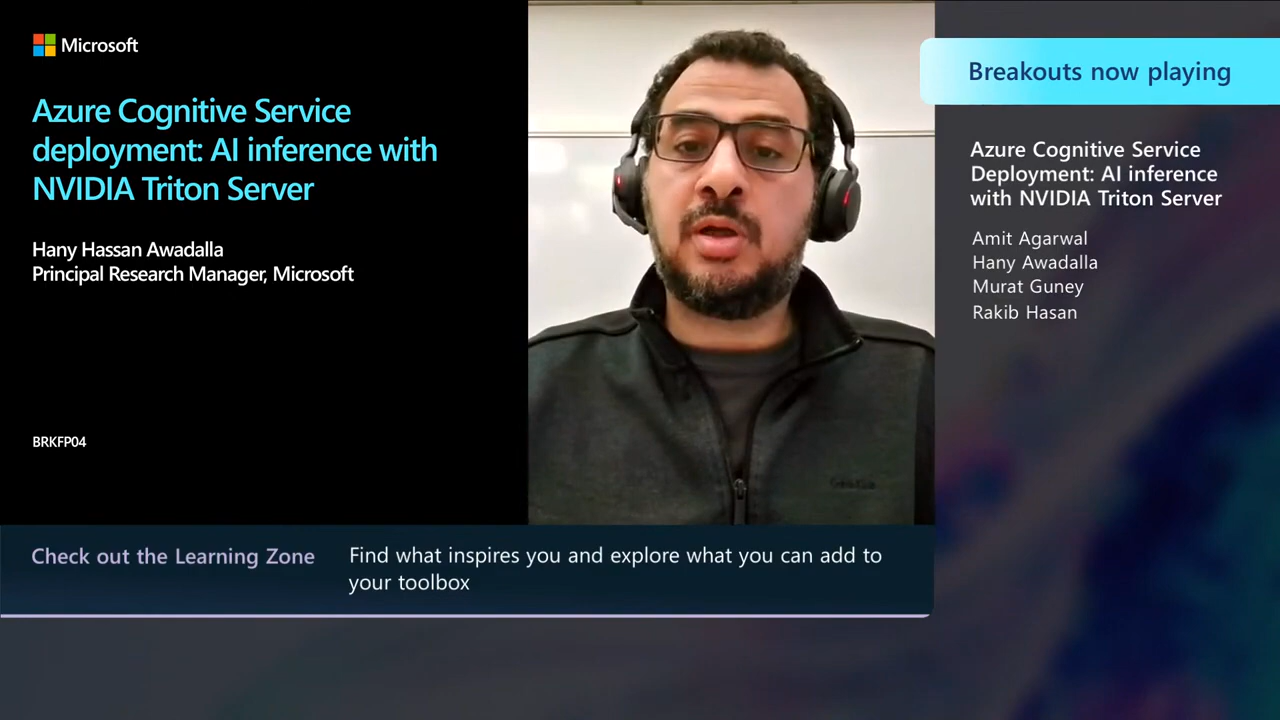 Microsoft
Azure Cognitive Service
deployment: AI inference with
NVIDIA Triton Server
Hany Hassan Awadalla
Principal Research Manager, Microsoft
BRKFP04
Breakouts now playing
Azure Cognitive Service
Deployment: AI inference
with NVIDIA Triton Server
Amit Agarwal
Hany Awadalla
Murat Guney
Rakib Hasan
Check out the Learning Zone
Find what inspires you and explore what you can add to
your toolbox